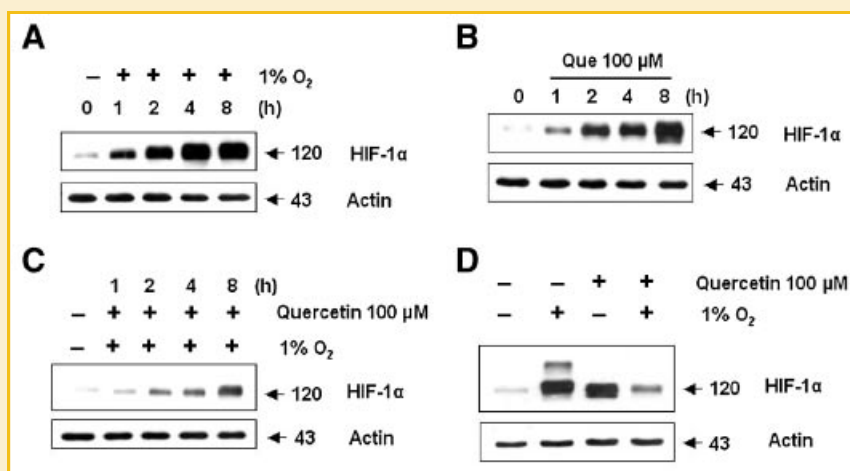 A
– + + + + 1% O₂
0 1 2 4 8 (h)
120 HIF-1α
43 Actin
B
Que 100 µM
0 1 2 4 8 (h)
120 HIF-1α
43 Actin
C
1 2 4 8 (h)
– + + + + Quercetin 100 µM
– + + + + 1% O₂
120 HIF-1α
43 Actin
D
– – + + Quercetin 100 µM
– + – + 1% O₂
120 HIF-1α
43 Actin